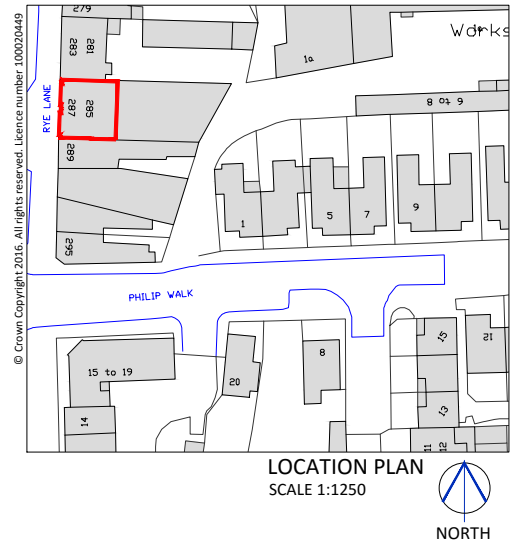 279
281
283
1a
Works
© Crown Copyright 2016. All rights reserved. Licence number 100020449
RYE LANE
285
287
6 to 8
289
1
5
7
9
295
PHILIP WALK
15 to 19
20
8
15
21
14
13
11
12
LOCATION PLAN
SCALE 1:1250
NORTH